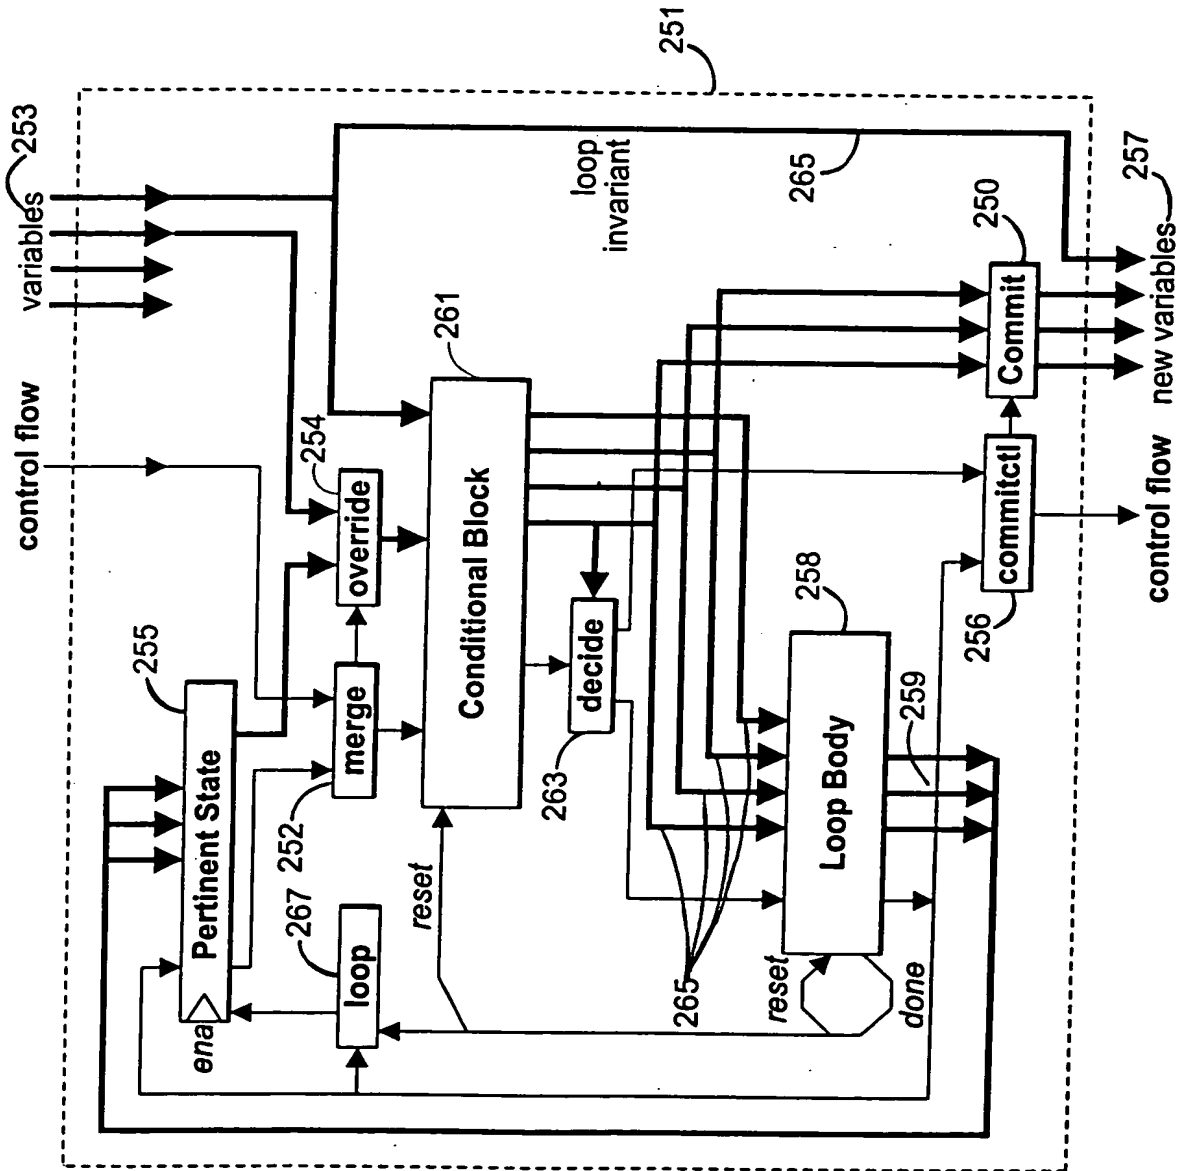 251
253
variables
control flow
255
Pertinent State
ena
254
override
merge
252
267
loop
loop
invariant
261
Conditional Block
reset
decide
263
265
258
Loop Body
265
reset
done
259
250
Commit
commitctl
256
257
new variables
control flow